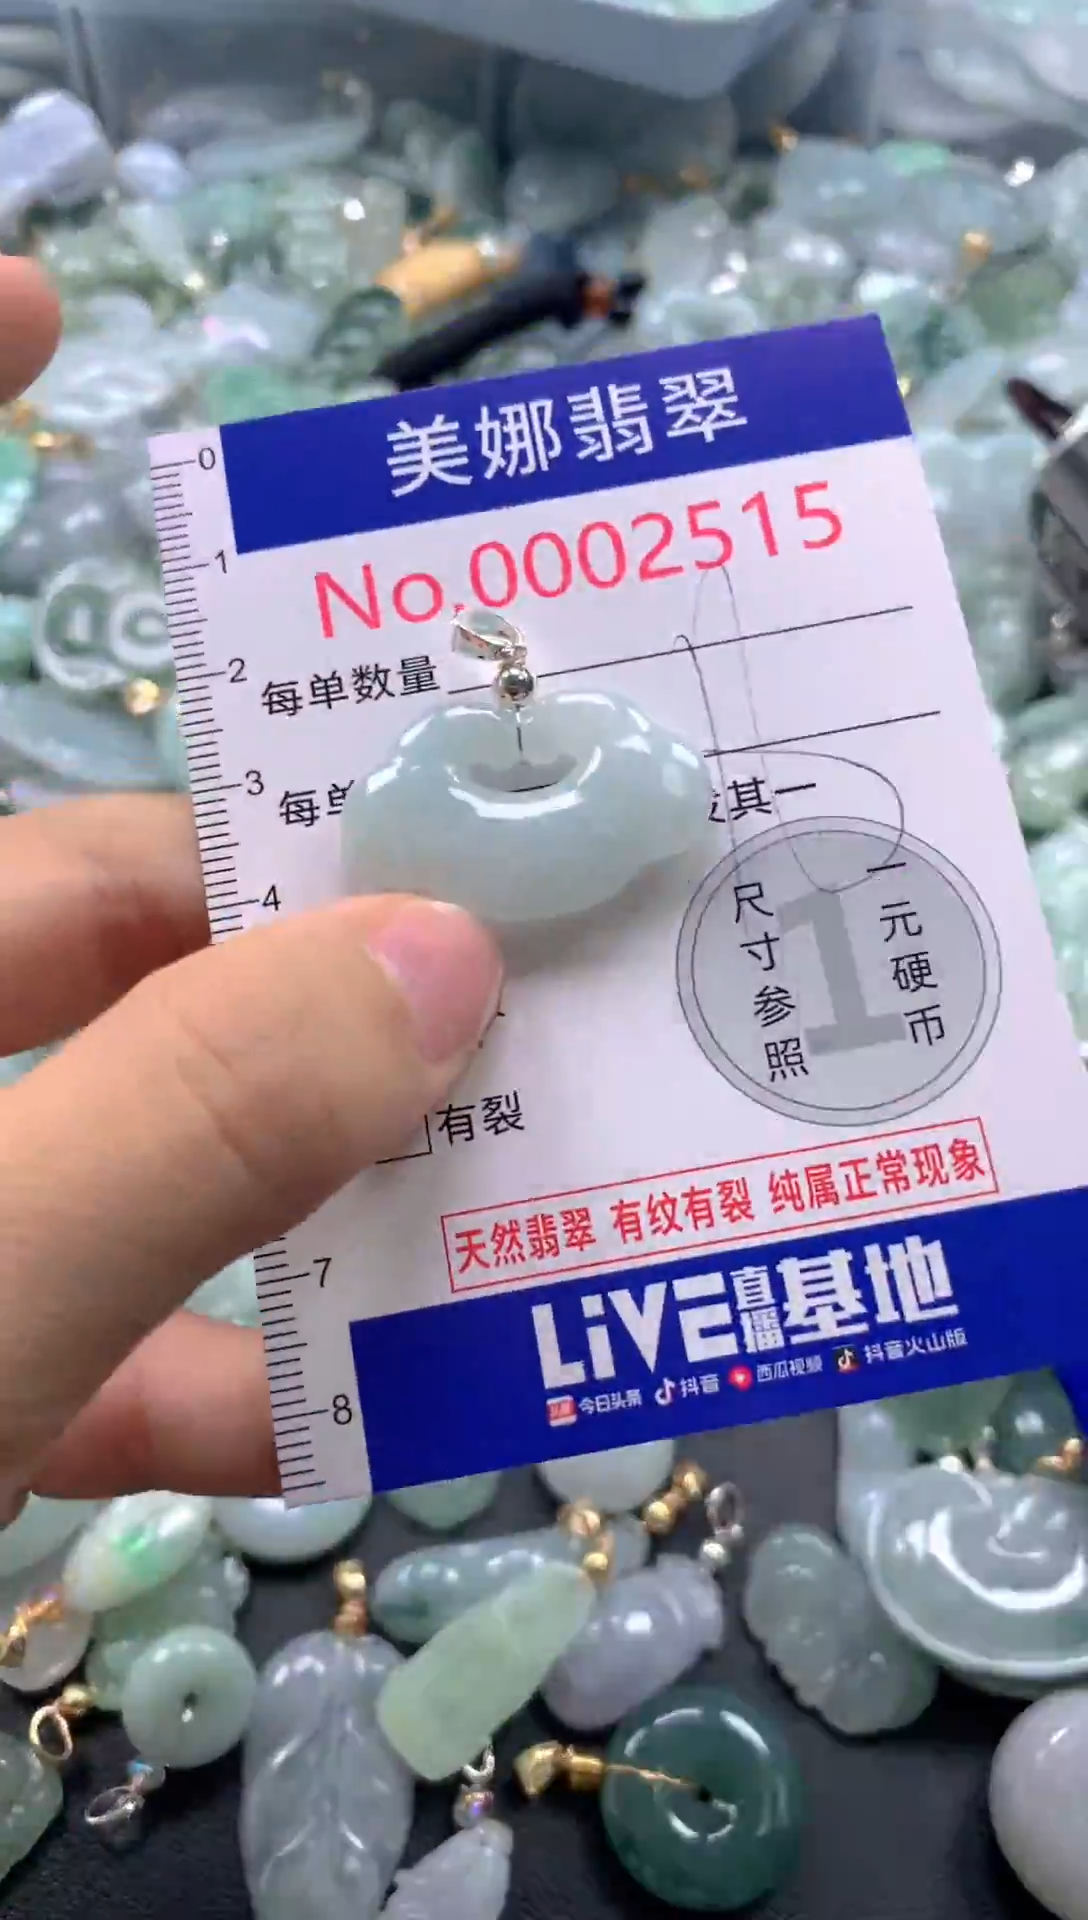 美娜翡翠
No.0002515
每单数量
每单
其一
尺寸参照
一元硬币
有裂
天然翡翠 有纹有裂 纯属正常现象
LiVE直播基地
头条 今日头条 抖音 西瓜视频 抖音火山版
0
1
2
3
4
7
8
1